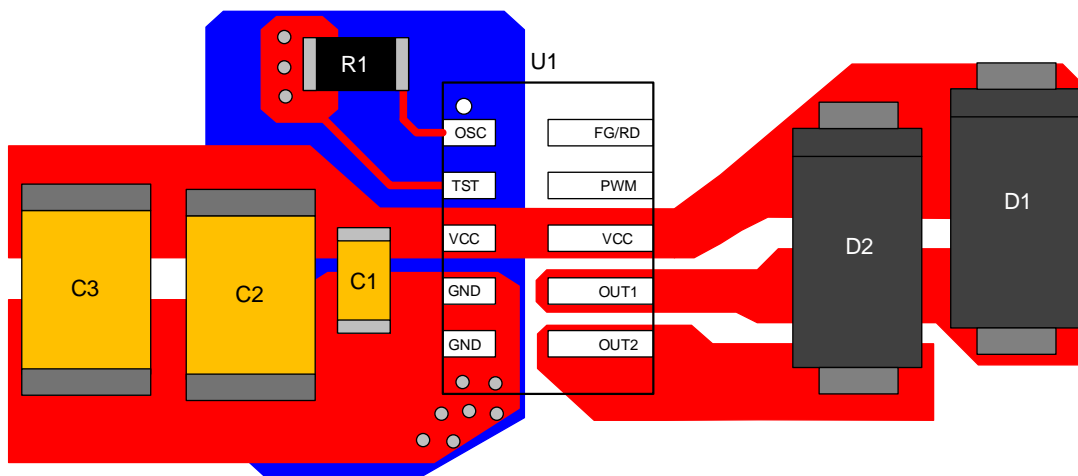 R1
U1
OSC
FG/RD
TST
PWM
VCC
VCC
GND
OUT1
GND
OUT2
C3
C2
C1
D2
D1